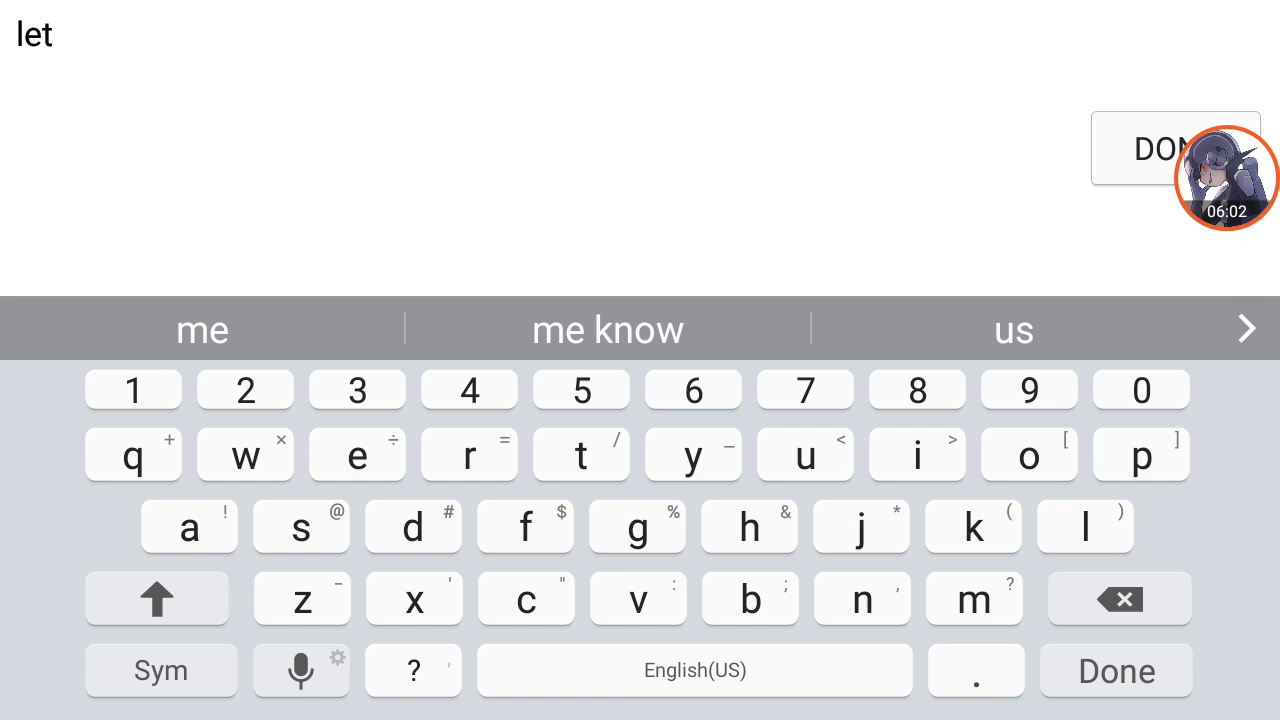 let
DON
06:02
me me know us
1 2 3 4 5 6 7 8 9 0
q + w × e ÷ r = t / y _ u < i > o [ p ]
a ! s @ d # f $ g % h & j * k ( l )
z - x ' c " v : b ; n , m ?
Sym ? , English(US) . Done